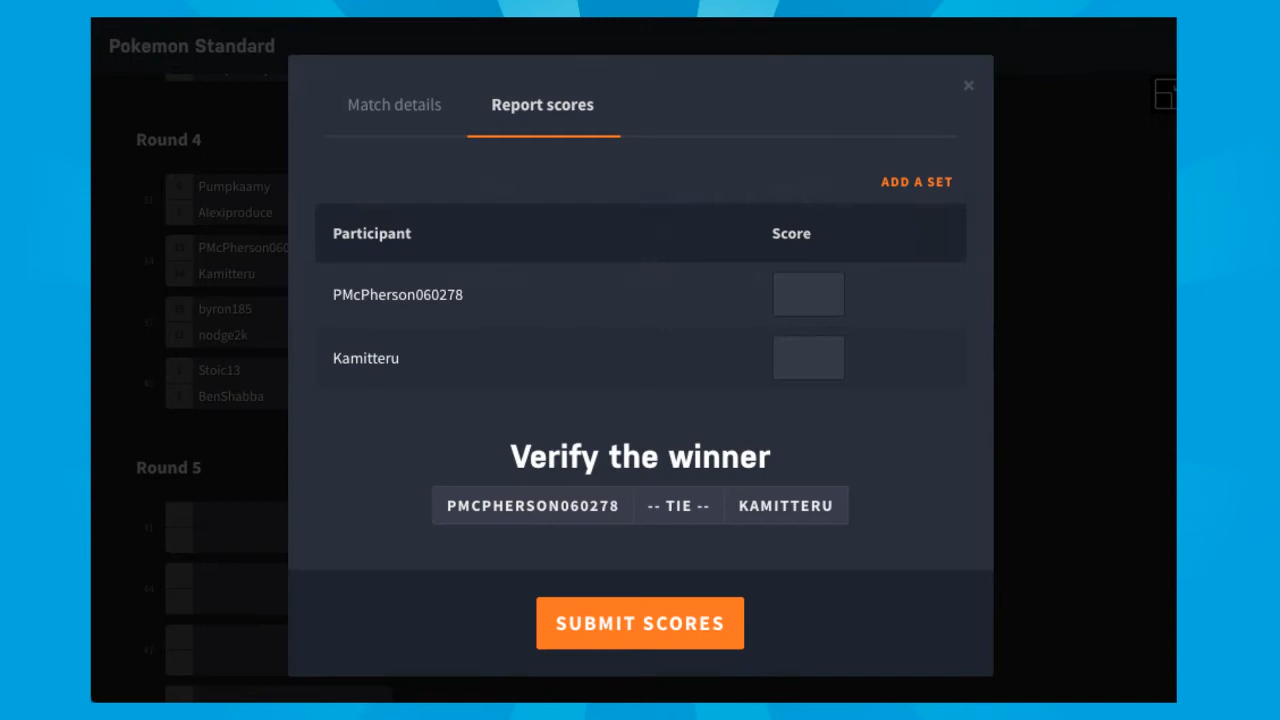 Pokemon Standard
Match details
Report scores
×
Round 4
ADD A SET
Pumpkaamy
Alexiproduce
Participant
Score
PMcPherson060
Kamitteru
PMcPherson060278
byron185
nodge2k
Kamitteru
Stoic13
BenShabba
Verify the winner
Round 5
PMCPHERSON060278
-- TIE --
KAMITTERU
SUBMIT SCORES